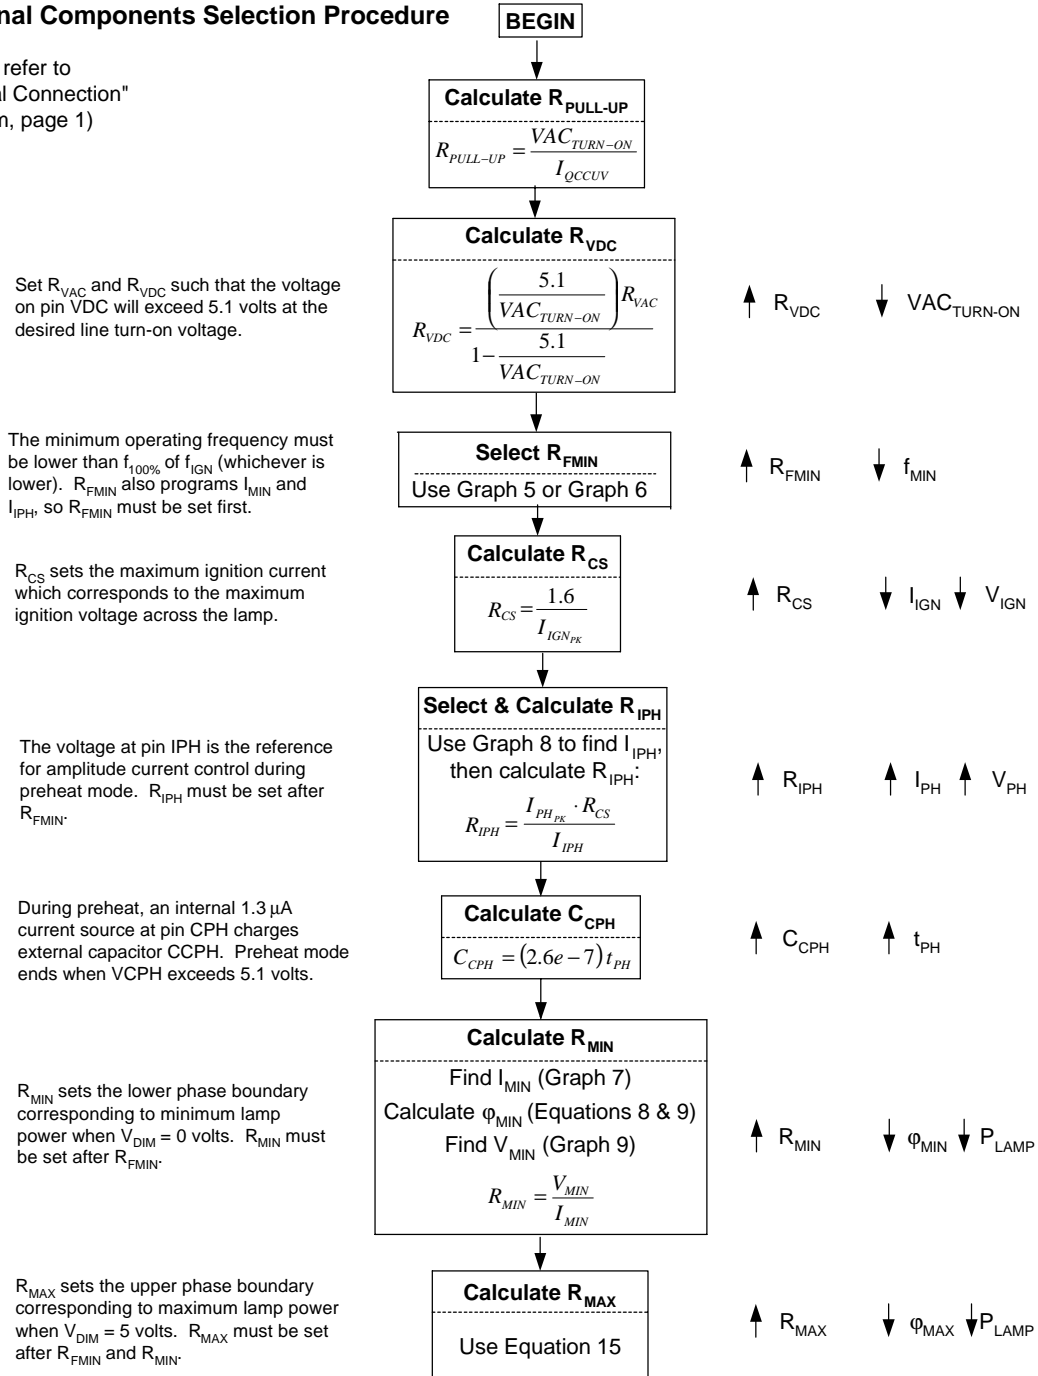 nal Components Selection Procedure
BEGIN
refer to
al Connection"
m, page 1)
Calculate R_PULL-UP
R_PULL-UP = VAC_TURN-ON / I_QCCUV
Calculate R_VDC
Set R_VAC and R_VDC such that the voltage
on pin VDC will exceed 5.1 volts at the
desired line turn-on voltage.
R_VDC = (5.1 / VAC_TURN-ON) R_VAC / 1 − 5.1 / VAC_TURN-ON
↑ R_VDC ↓ VAC_TURN-ON
The minimum operating frequency must
be lower than f_100% of f_IGN (whichever is
lower). R_FMIN also programs I_MIN and
I_IPH, so R_FMIN must be set first.
Select R_FMIN
Use Graph 5 or Graph 6
↑ R_FMIN ↓ f_MIN
R_CS sets the maximum ignition current
which corresponds to the maximum
ignition voltage across the lamp.
Calculate R_CS
R_CS = 1.6 / I_IGN_PK
↑ R_CS ↓ I_IGN ↓ V_IGN
The voltage at pin IPH is the reference
for amplitude current control during
preheat mode. R_IPH must be set after
R_FMIN.
Select & Calculate R_IPH
Use Graph 8 to find I_IPH,
then calculate R_IPH:
R_IPH = I_PH_PK · R_CS / I_IPH
↑ R_IPH ↑ I_PH ↑ V_PH
During preheat, an internal 1.3 µA
current source at pin CPH charges
external capacitor CCPH. Preheat mode
ends when VCPH exceeds 5.1 volts.
Calculate C_CPH
C_CPH = (2.6e − 7) t_PH
↑ C_CPH ↑ t_PH
R_MIN sets the lower phase boundary
corresponding to minimum lamp
power when V_DIM = 0 volts. R_MIN must
be set after R_FMIN.
Calculate R_MIN
Find I_MIN (Graph 7)
Calculate φ_MIN (Equations 8 & 9)
Find V_MIN (Graph 9)
R_MIN = V_MIN / I_MIN
↑ R_MIN ↓ φ_MIN ↓ P_LAMP
R_MAX sets the upper phase boundary
corresponding to maximum lamp power
when V_DIM = 5 volts. R_MAX must be set
after R_FMIN and R_MIN.
Calculate R_MAX
Use Equation 15
↑ R_MAX ↓ φ_MAX ↓ P_LAMP